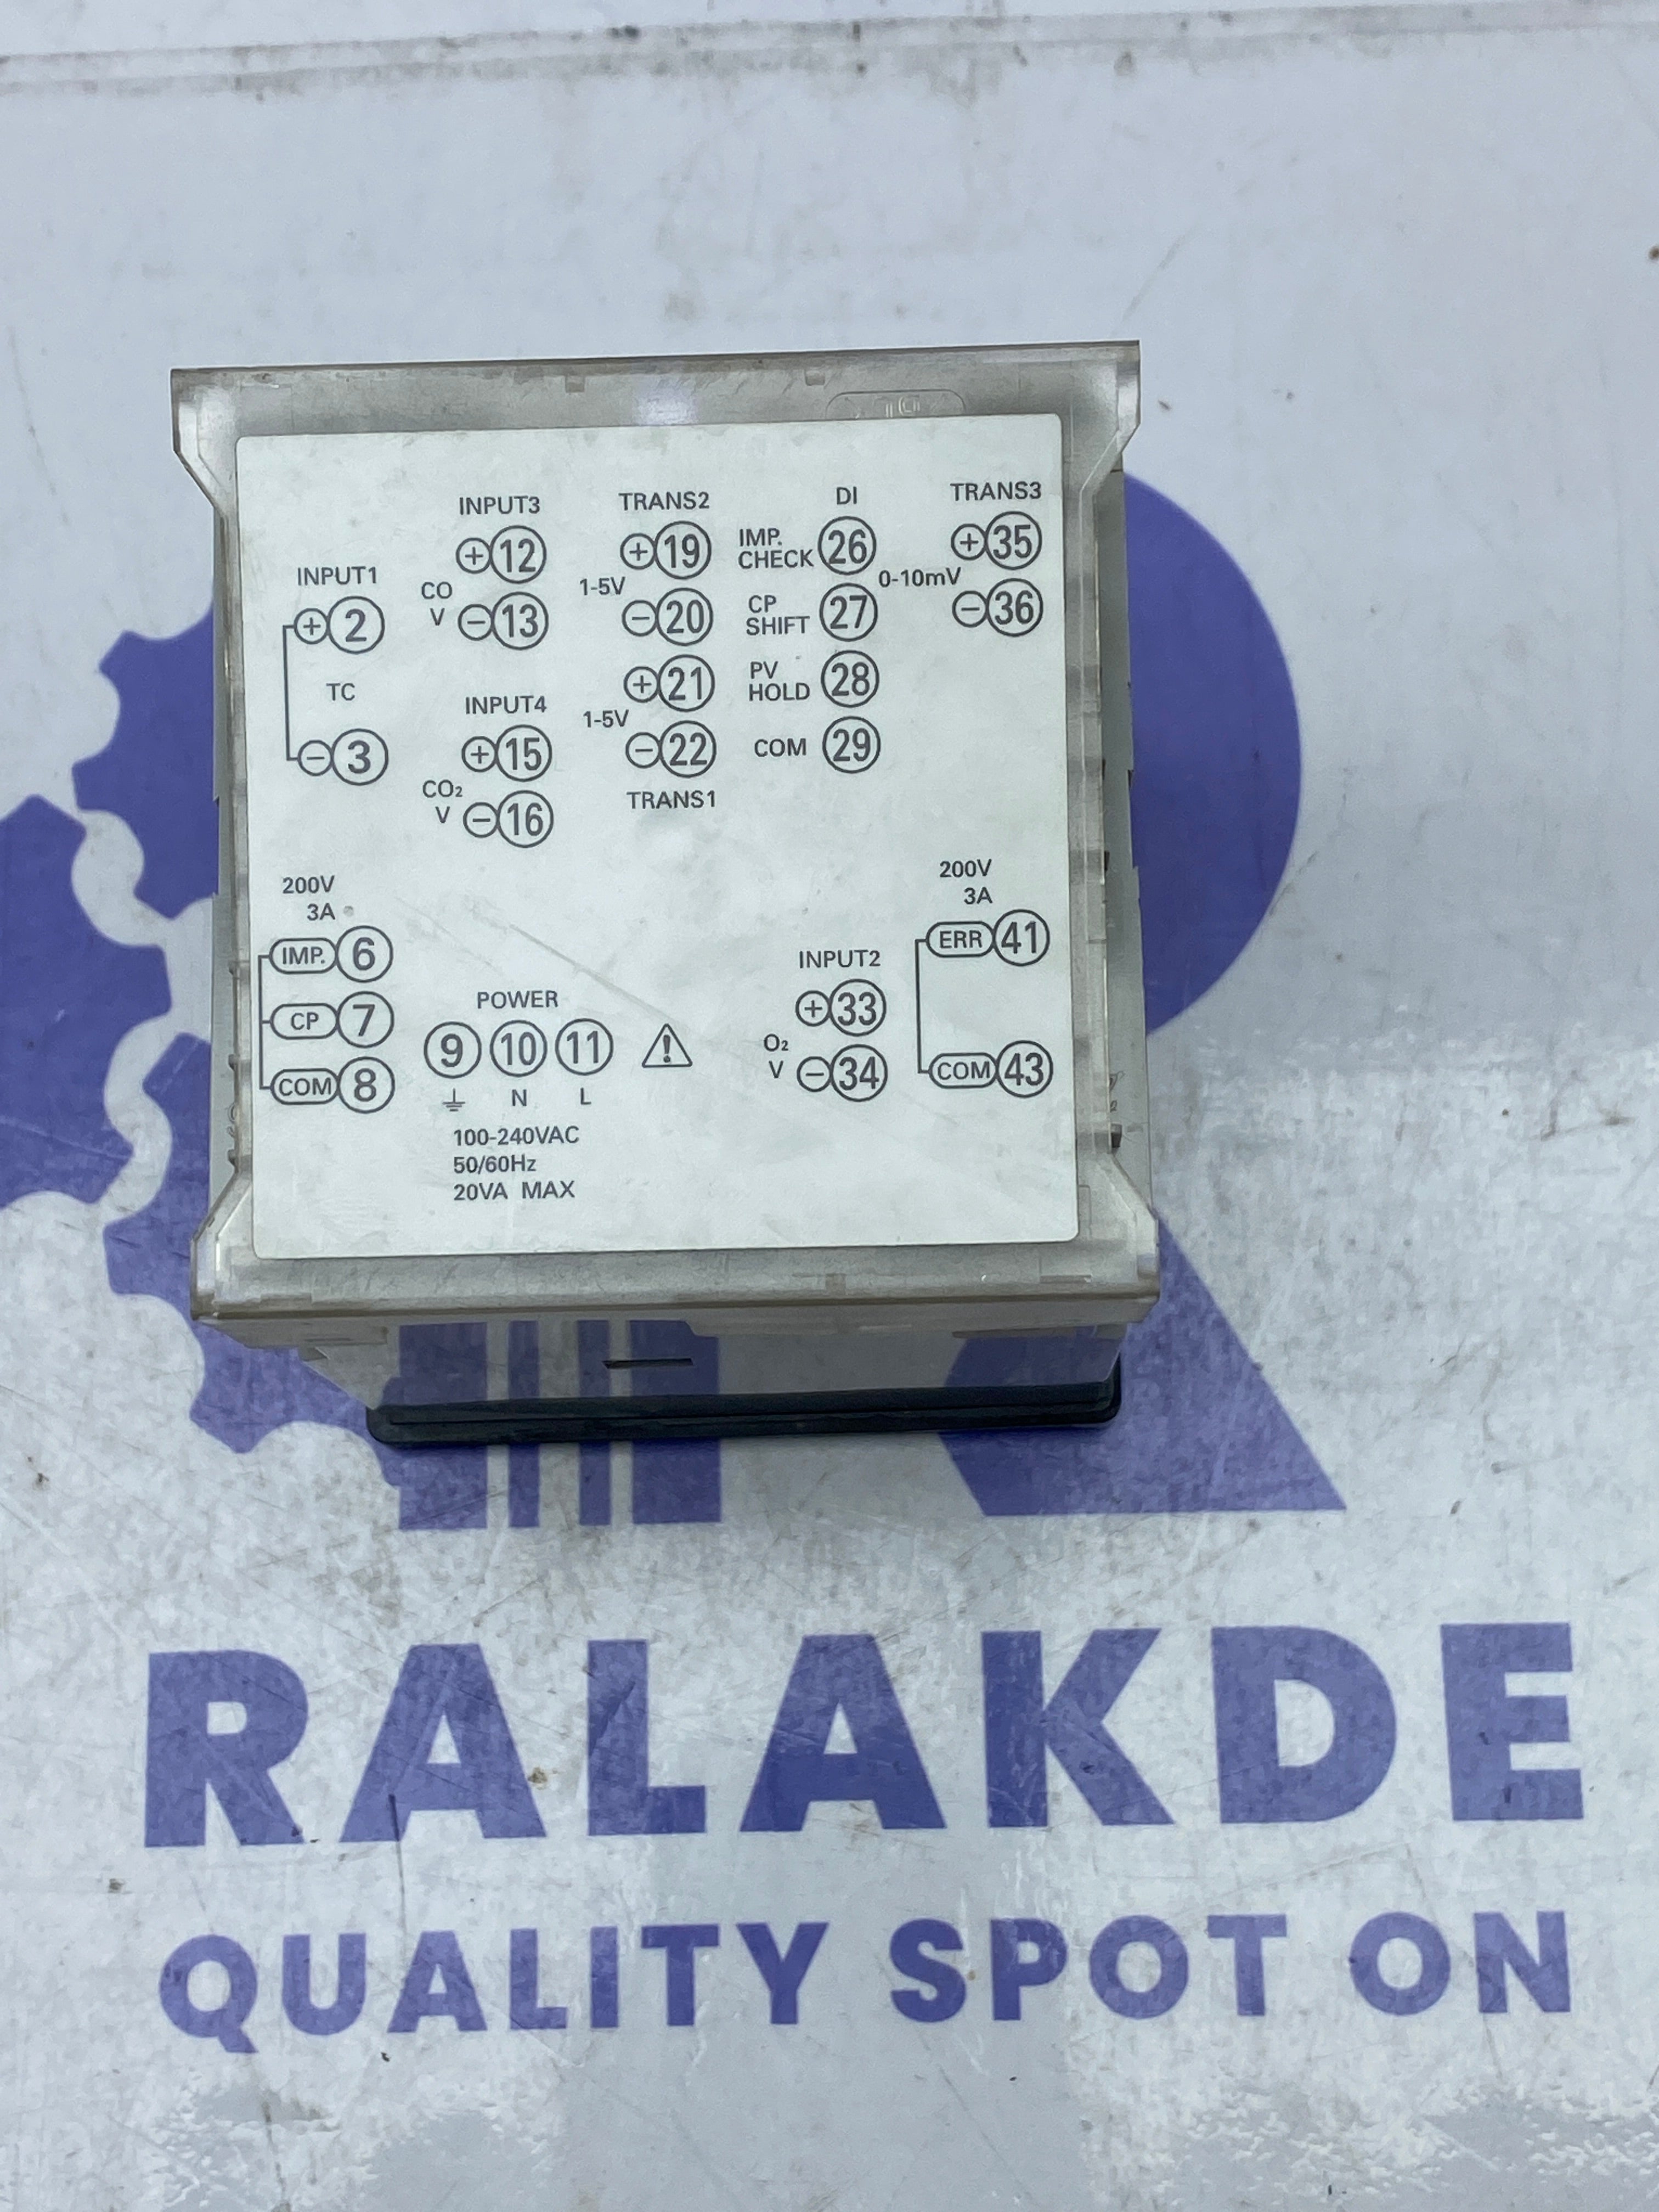 INPUT1
+ 2
TC
− 3
INPUT3
+ 12
CO
V − 13
INPUT4
+ 15
CO₂
V − 16
TRANS2
+ 19
1-5V
− 20
+ 21
1-5V
− 22
TRANS1
DI
IMP.
CHECK 26
CP
SHIFT 27
PV
HOLD 28
COM 29
TRANS3
+ 35
0-10mV
− 36
200V
3A
IMP. 6
CP 7
COM 8
POWER
9 10 11
N L
100-240VAC
50/60Hz
20VA MAX
INPUT2
+ 33
O₂
V − 34
200V
3A
ERR 41
COM 43
RALAKDE
QUALITY SPOT ON